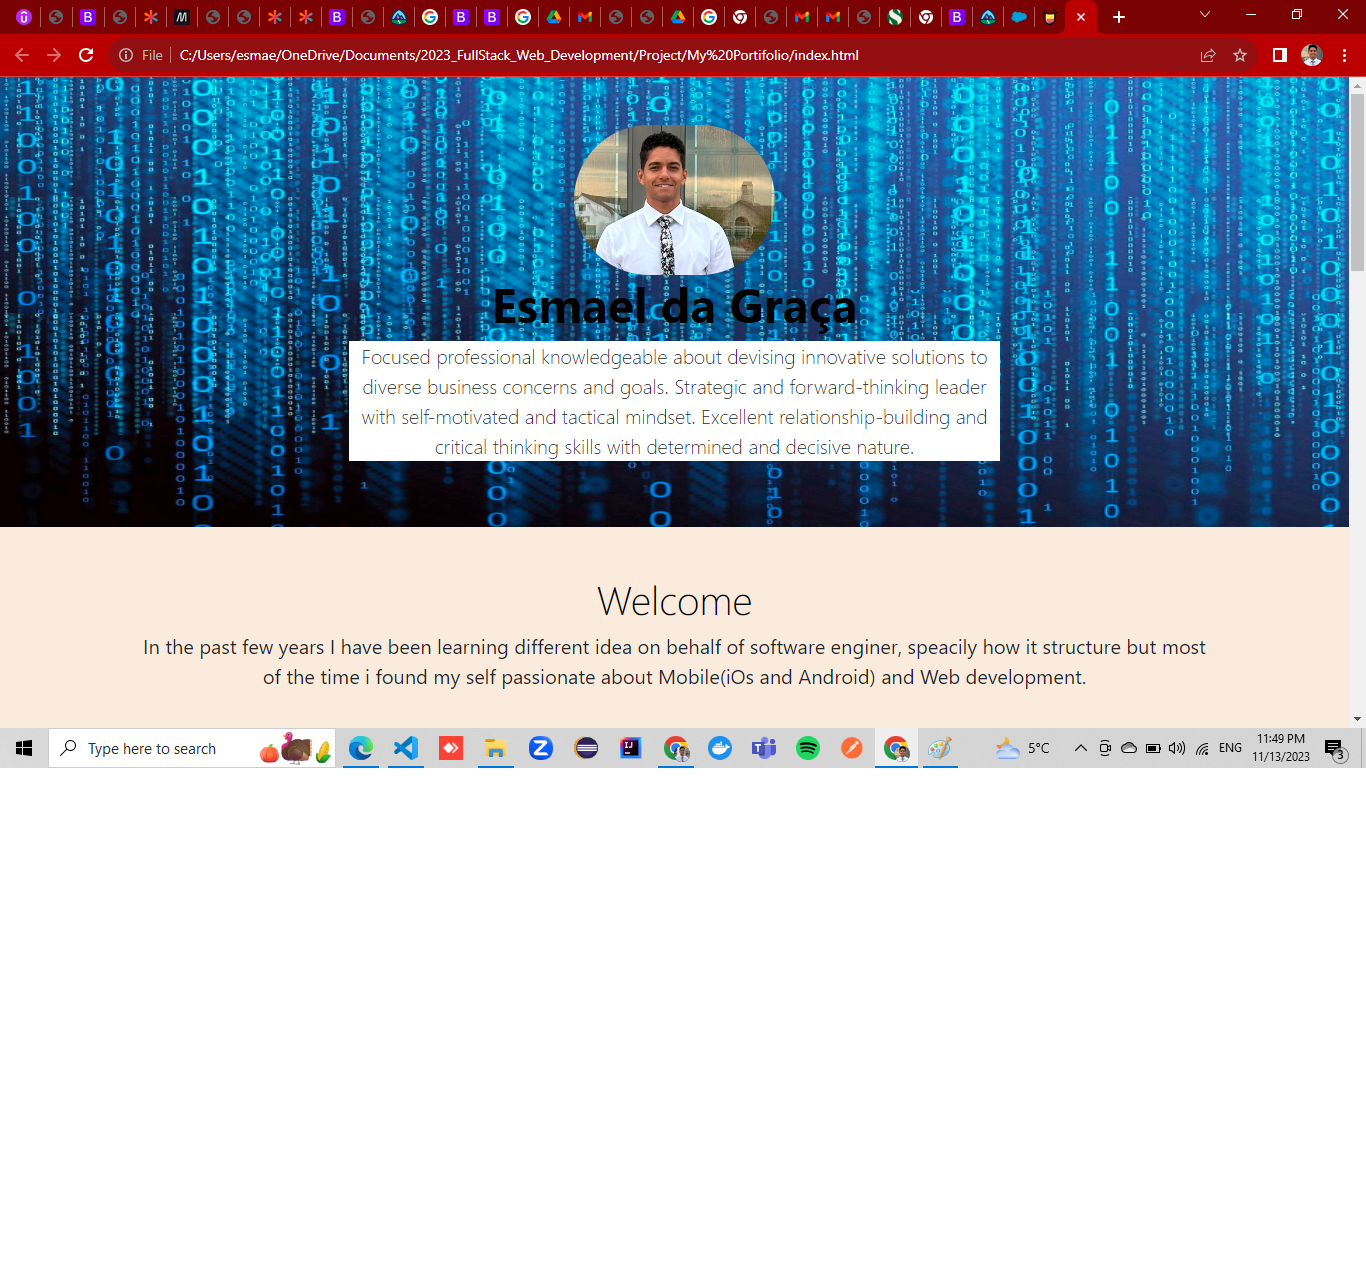 File
C:/Users/esmae/OneDrive/Documents/2023_FullStack_Web_Development/Project/My%20Portifolio/index.html
Esmael da Graça
Focused professional knowledgeable about devising innovative solutions to
diverse business concerns and goals. Strategic and forward-thinking leader
with self-motivated and tactical mindset. Excellent relationship-building and
critical thinking skills with determined and decisive nature.
Welcome
In the past few years I have been learning different idea on behalf of software enginer, speacily how it structure but most
of the time i found my self passionate about Mobile(iOs and Android) and Web development.
Type here to search
5°C
ENG
11:49 PM
11/13/2023
3